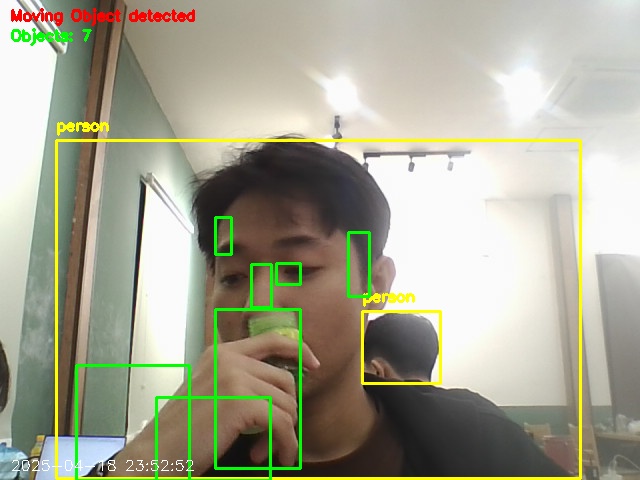 Moving Object detected
Objects: 7
person
person
2025-04-18 23:52:52